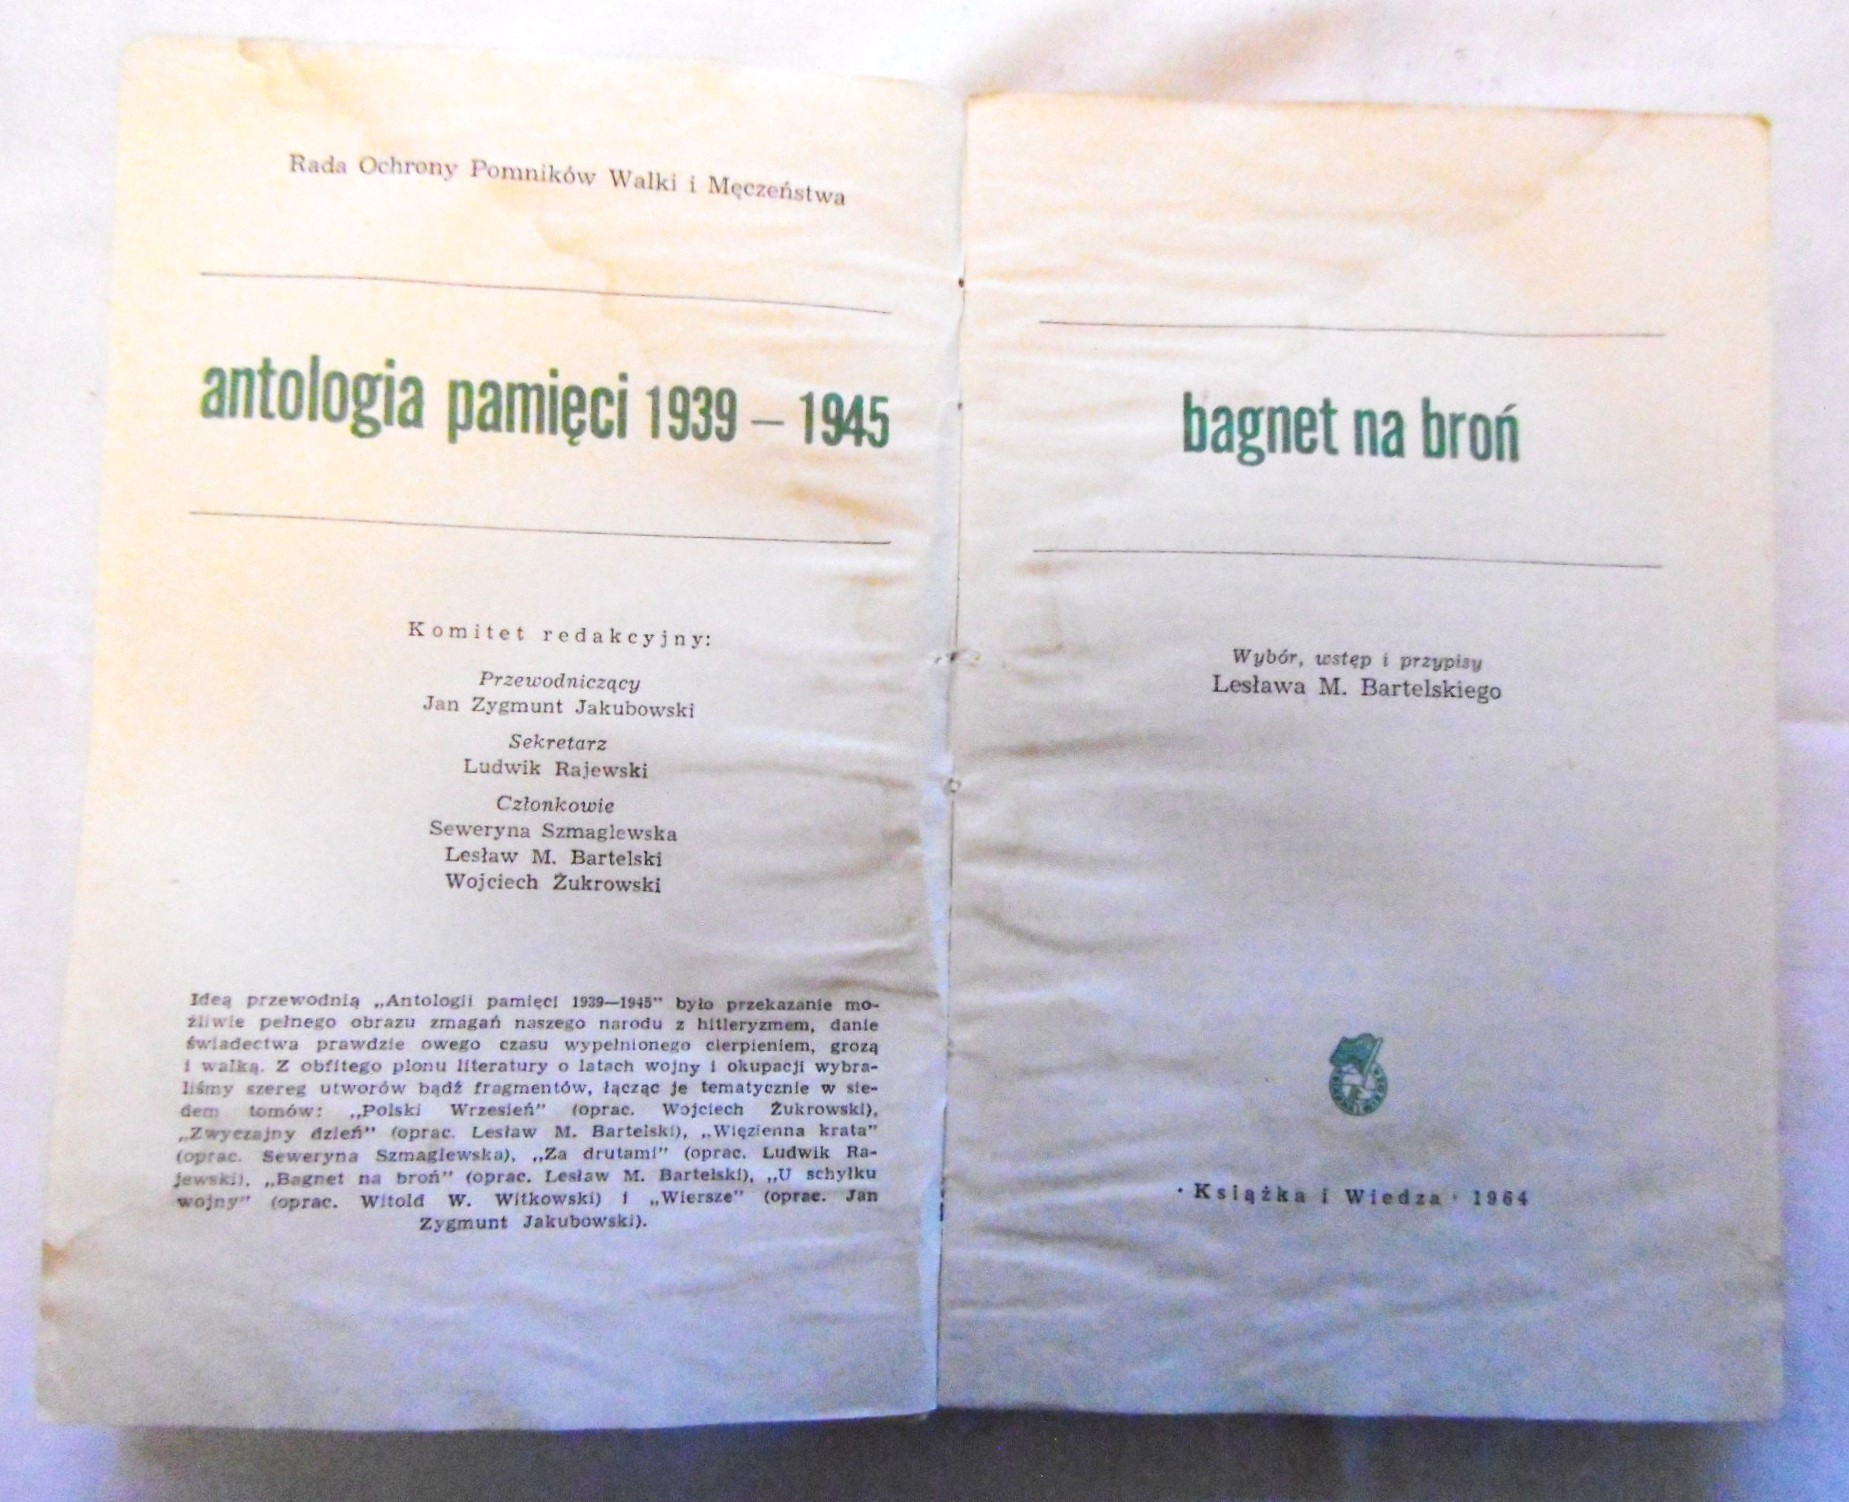 Rada Ochrony Pomników Walki i Męczeństwa
antologia pamięci 1939 – 1945
Komitet redakcyjny:
Przewodniczący
Jan Zygmunt Jakubowski
Sekretarz
Ludwik Rajewski
Członkowie
Seweryna Szmaglewska
Lesław M. Bartelski
Wojciech Żukrowski
Ideą przewodnią „Antologii pamięci 1939—1945” było przekazanie mo-
żliwie pełnego obrazu zmagań naszego narodu z hitleryzmem, danie
świadectwa prawdzie owego czasu wypełnionego cierpieniem, grozą
i walką. Z obfitego plonu literatury o latach wojny i okupacji wybra-
liśmy szereg utworów bądź fragmentów, łącząc je tematycznie w sie-
dem tomów: „Polski Wrzesień” (oprac. Wojciech Żukrowski),
„Zwyczajny dzień” (oprac. Lesław M. Bartelski), „Więzienna krata”
(oprac. Seweryna Szmaglewska), „Za drutami” (oprac. Ludwik Ra-
jewski), „Bagnet na broń” (oprac. Lesław M. Bartelski), „U schyłku
wojny” (oprac. Witold W. Witkowski) i „Wiersze” (oprac. Jan
Zygmunt Jakubowski).
bagnet na broń
Wybór, wstęp i przypisy
Lesława M. Bartelskiego
· Książka i Wiedza · 1964